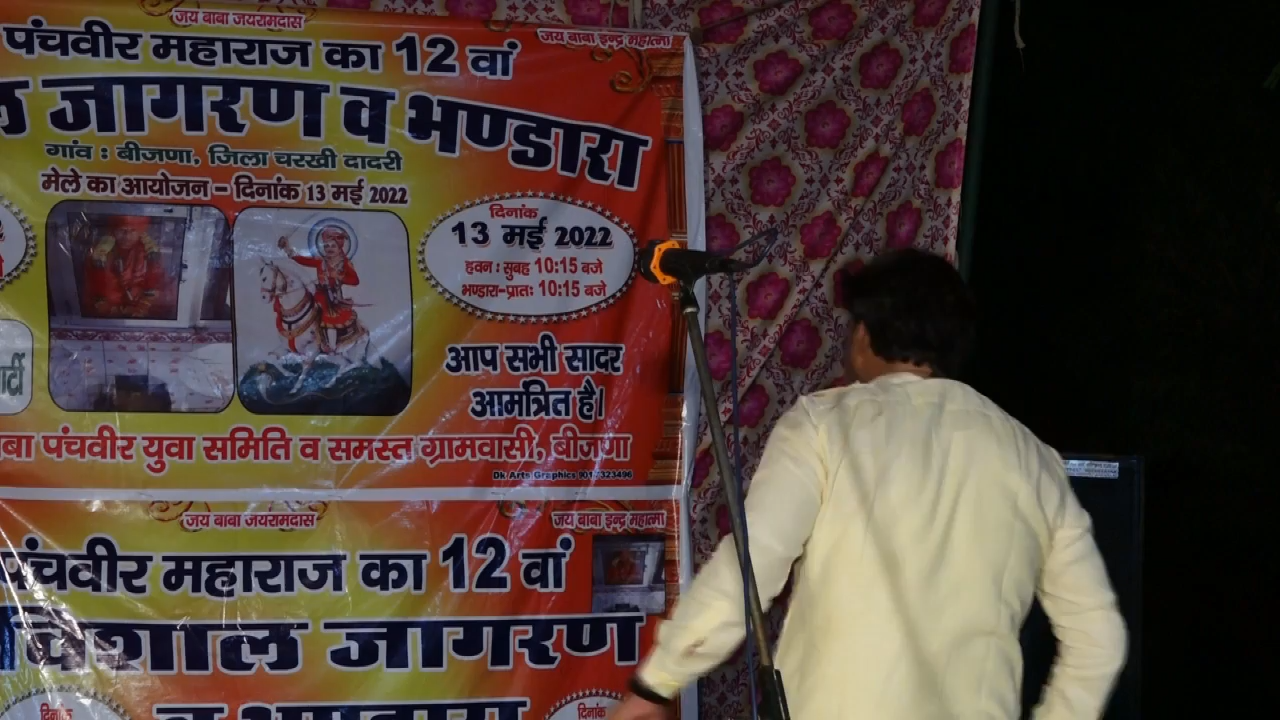 जय बाबा जयरामदास
जय बाबा इन्द्र महात्मा
पंचवीर महाराज का 12 वां
जागरण व भण्डारा
गांव : बीजणा, जिला चरखी दादरी
मेले का आयोजन - दिनांक 13 मई 2022
दिनांक
13 मई 2022
हवन : सुबह 10:15 बजे
भण्डारा-प्रातः 10:15 बजे
आप सभी सादर
आमंत्रित है।
पंचवीर युवा समिति व समस्त ग्रामवासी, बीजणा
Dk Arts Graphics
जय बाबा जयरामदास
जय बाबा इन्द्र महात्मा
पंचवीर महाराज का 12 वां
विशाल जागरण
दिनांक
व भण्डारा
दिनांक